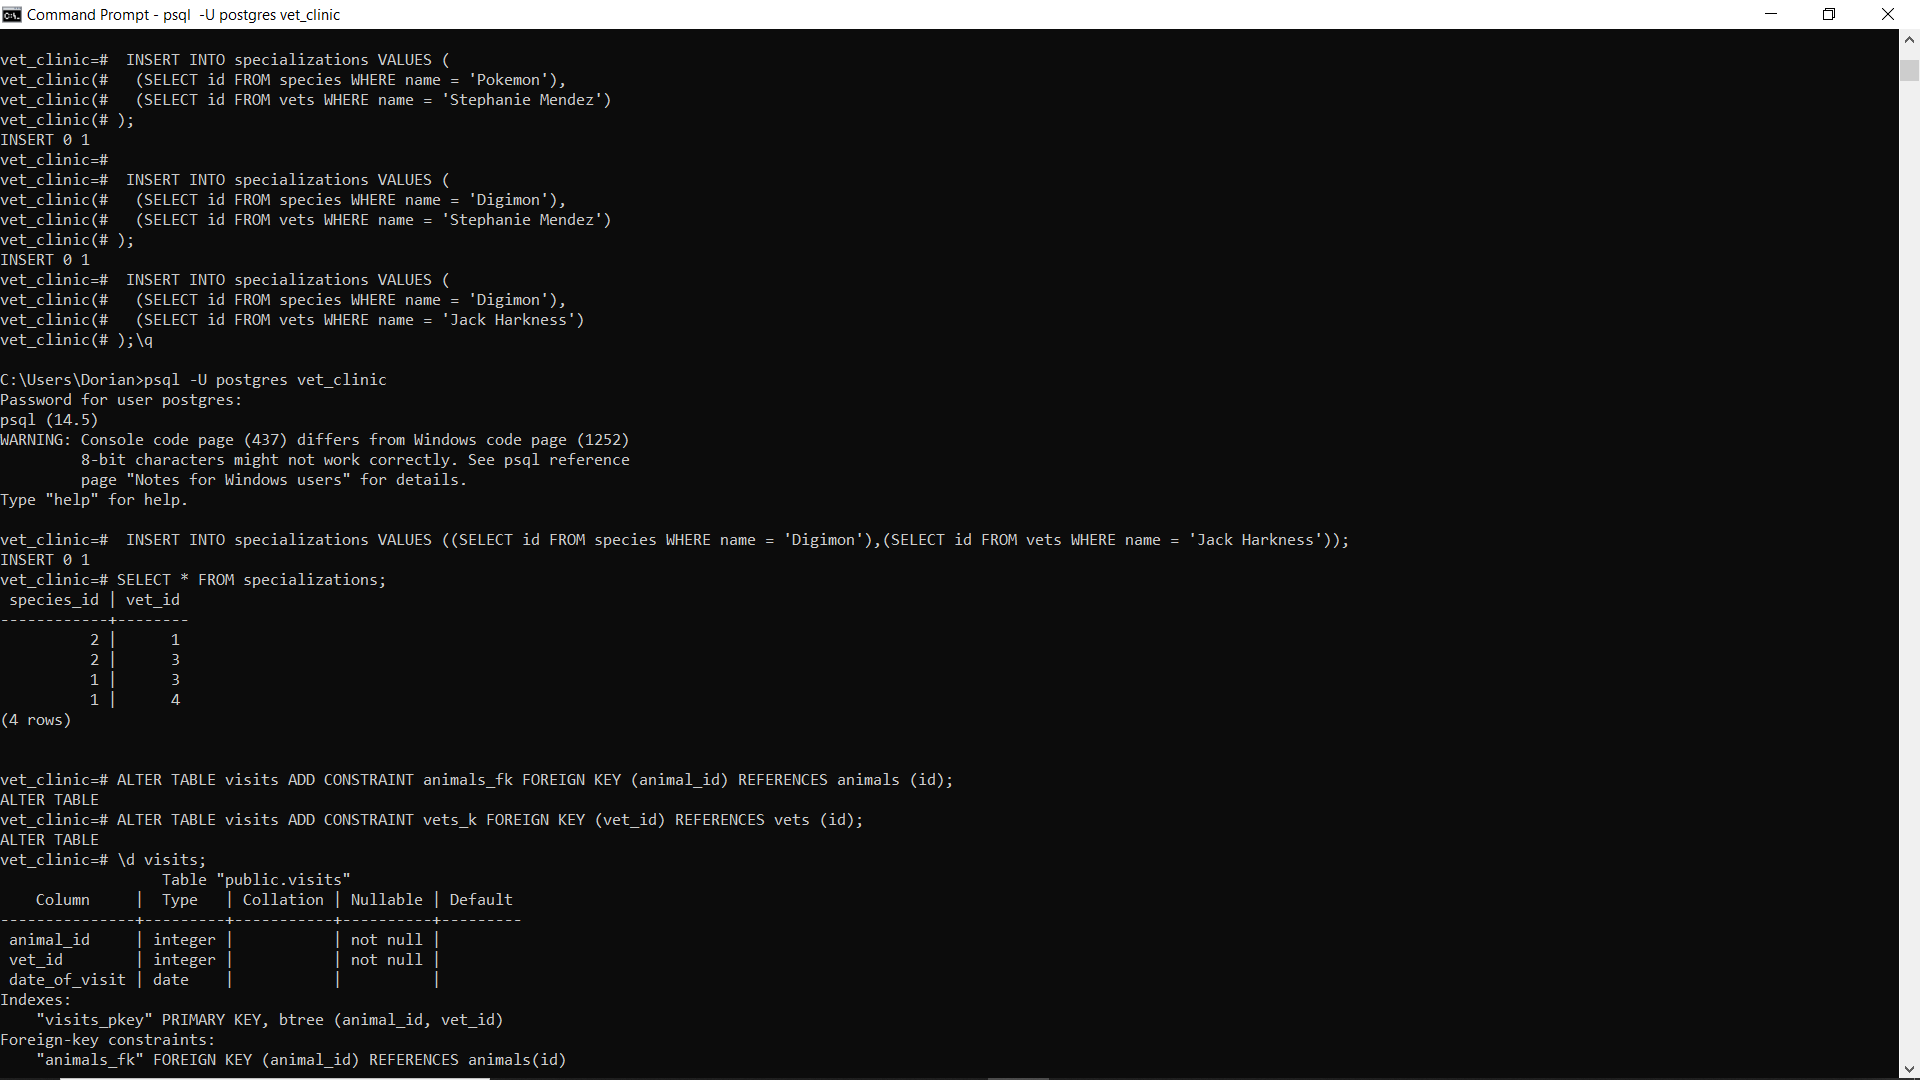 Command Prompt - psql  -U postgres vet_clinic
vet_clinic=#  INSERT INTO specializations VALUES (
vet_clinic(#   (SELECT id FROM species WHERE name = 'Pokemon'),
vet_clinic(#   (SELECT id FROM vets WHERE name = 'Stephanie Mendez')
vet_clinic(# );
INSERT 0 1
vet_clinic=#
vet_clinic=#  INSERT INTO specializations VALUES (
vet_clinic(#   (SELECT id FROM species WHERE name = 'Digimon'),
vet_clinic(#   (SELECT id FROM vets WHERE name = 'Stephanie Mendez')
vet_clinic(# );
INSERT 0 1
vet_clinic=#  INSERT INTO specializations VALUES (
vet_clinic(#   (SELECT id FROM species WHERE name = 'Digimon'),
vet_clinic(#   (SELECT id FROM vets WHERE name = 'Jack Harkness')
vet_clinic(# );\q
C:\Users\Dorian>psql -U postgres vet_clinic
Password for user postgres:
psql (14.5)
WARNING: Console code page (437) differs from Windows code page (1252)
         8-bit characters might not work correctly. See psql reference
         page "Notes for Windows users" for details.
Type "help" for help.
vet_clinic=#  INSERT INTO specializations VALUES ((SELECT id FROM species WHERE name = 'Digimon'),(SELECT id FROM vets WHERE name = 'Jack Harkness'));
INSERT 0 1
vet_clinic=# SELECT * FROM specializations;
 species_id | vet_id
------------+--------
          2 |      1
          2 |      3
          1 |      3
          1 |      4
(4 rows)
vet_clinic=# ALTER TABLE visits ADD CONSTRAINT animals_fk FOREIGN KEY (animal_id) REFERENCES animals (id);
ALTER TABLE
vet_clinic=# ALTER TABLE visits ADD CONSTRAINT vets_k FOREIGN KEY (vet_id) REFERENCES vets (id);
ALTER TABLE
vet_clinic=# \d visits;
                  Table "public.visits"
    Column     |  Type   | Collation | Nullable | Default
---------------+---------+-----------+----------+---------
 animal_id     | integer |           | not null |
 vet_id        | integer |           | not null |
 date_of_visit | date    |           |          |
Indexes:
    "visits_pkey" PRIMARY KEY, btree (animal_id, vet_id)
Foreign-key constraints:
    "animals_fk" FOREIGN KEY (animal_id) REFERENCES animals(id)